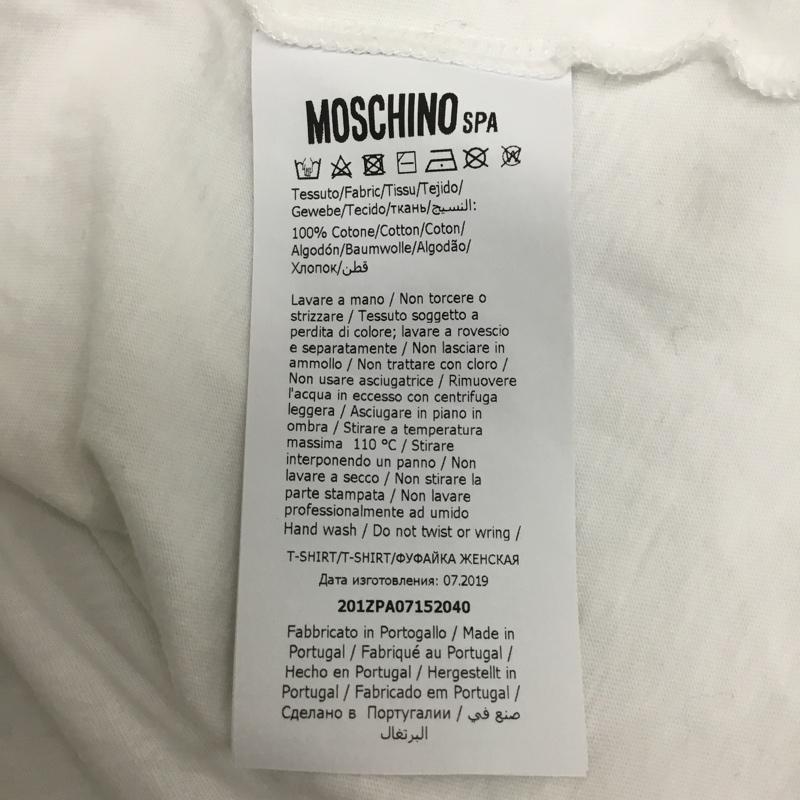 MOSCHINO SPA
Tessuto/Fabric/Tissu/Tejido/
Gewebe/Tecido/ткань/النسيج:
100% Cotone/Cotton/Coton/
Algodón/Baumwolle/Algodão/
Хлопок/قطن
Lavare a mano / Non torcere o
strizzare / Tessuto soggetto a
perdita di colore; lavare a rovescio
e separatamente / Non lasciare in
ammollo / Non trattare con cloro /
Non usare asciugatrice / Rimuovere
l'acqua in eccesso con centrifuga
leggera / Asciugare in piano in
ombra / Stirare a temperatura
massima 110 °C / Stirare
interponendo un panno / Non
lavare a secco / Non stirare la
parte stampata / Non lavare
professionalmente ad umido
Hand wash / Do not twist or wring /
T-SHIRT/T-SHIRT/ФУФАЙКА ЖЕНСКАЯ
Дата изготовления: 07.2019
201ZPA07152040
Fabbricato in Portogallo / Made in
Portugal / Fabriqué au Portugal /
Hecho en Portugal / Hergestellt in
Portugal / Fabricado em Portugal /
Сделано в Португалии / صنع في
البرتغال